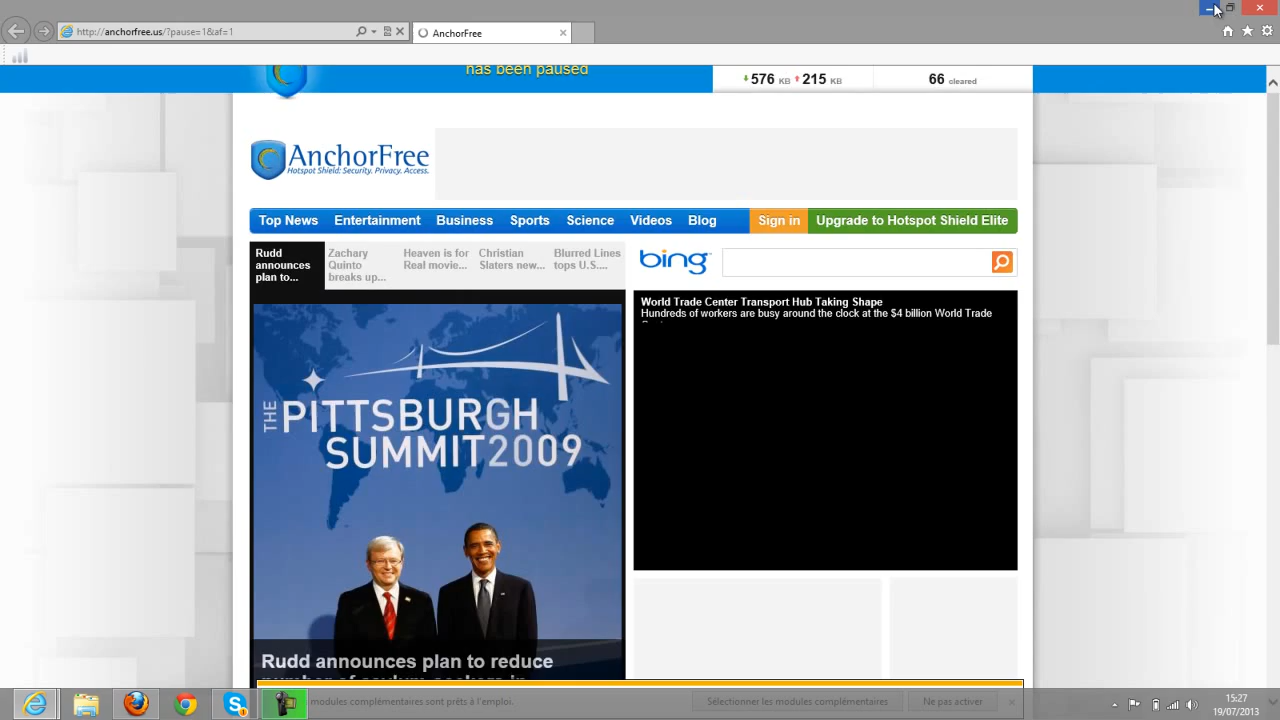 http://anchorfree.us/?pause=1&af=1
AnchorFree
has been paused
576 KB 215 KB
66 cleared
AnchorFree
Hotspot Shield: Security. Privacy. Access.
Top News Entertainment Business Sports Science Videos Blog Sign in Upgrade to Hotspot Shield Elite
Rudd
announces
plan to...
Zachary
Quinto
breaks up...
Heaven is for
Real movie...
Christian
Slaters new...
Blurred Lines
tops U.S....
bing
World Trade Center Transport Hub Taking Shape
Hundreds of workers are busy around the clock at the $4 billion World Trade
THE PITTSBURGH
SUMMIT 2009
Rudd announces plan to reduce
number of asylum-seekers in
modules complémentaires sont prêts à l'emploi.
Sélectionner les modules complémentaires
Ne pas activer
15:27
19/07/2013